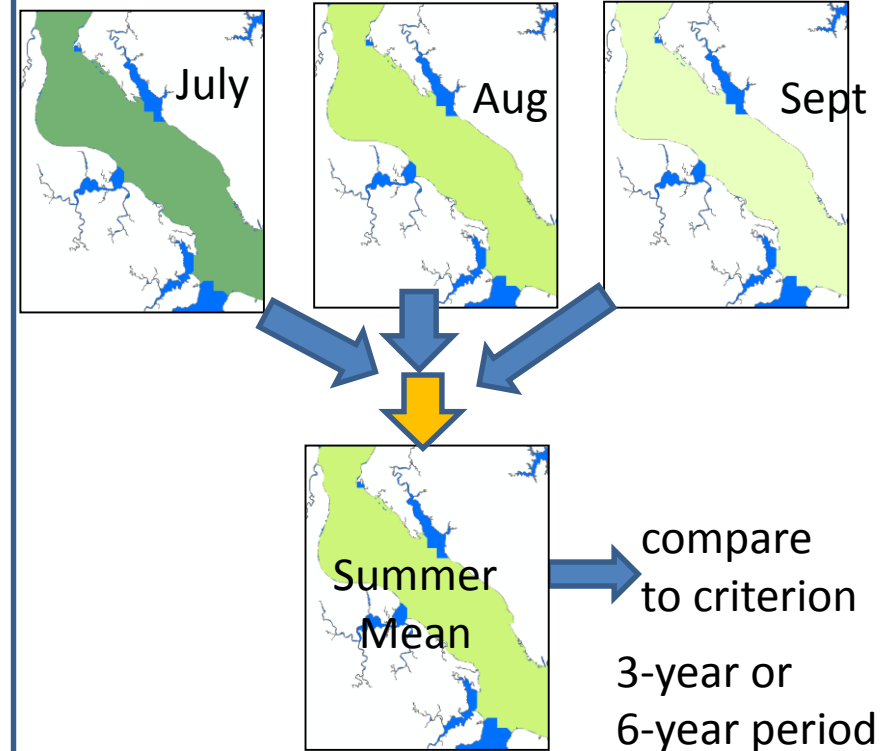 July
Aug
Sept
Summer
Mean
compare
to criterion
3-year or
6-year period